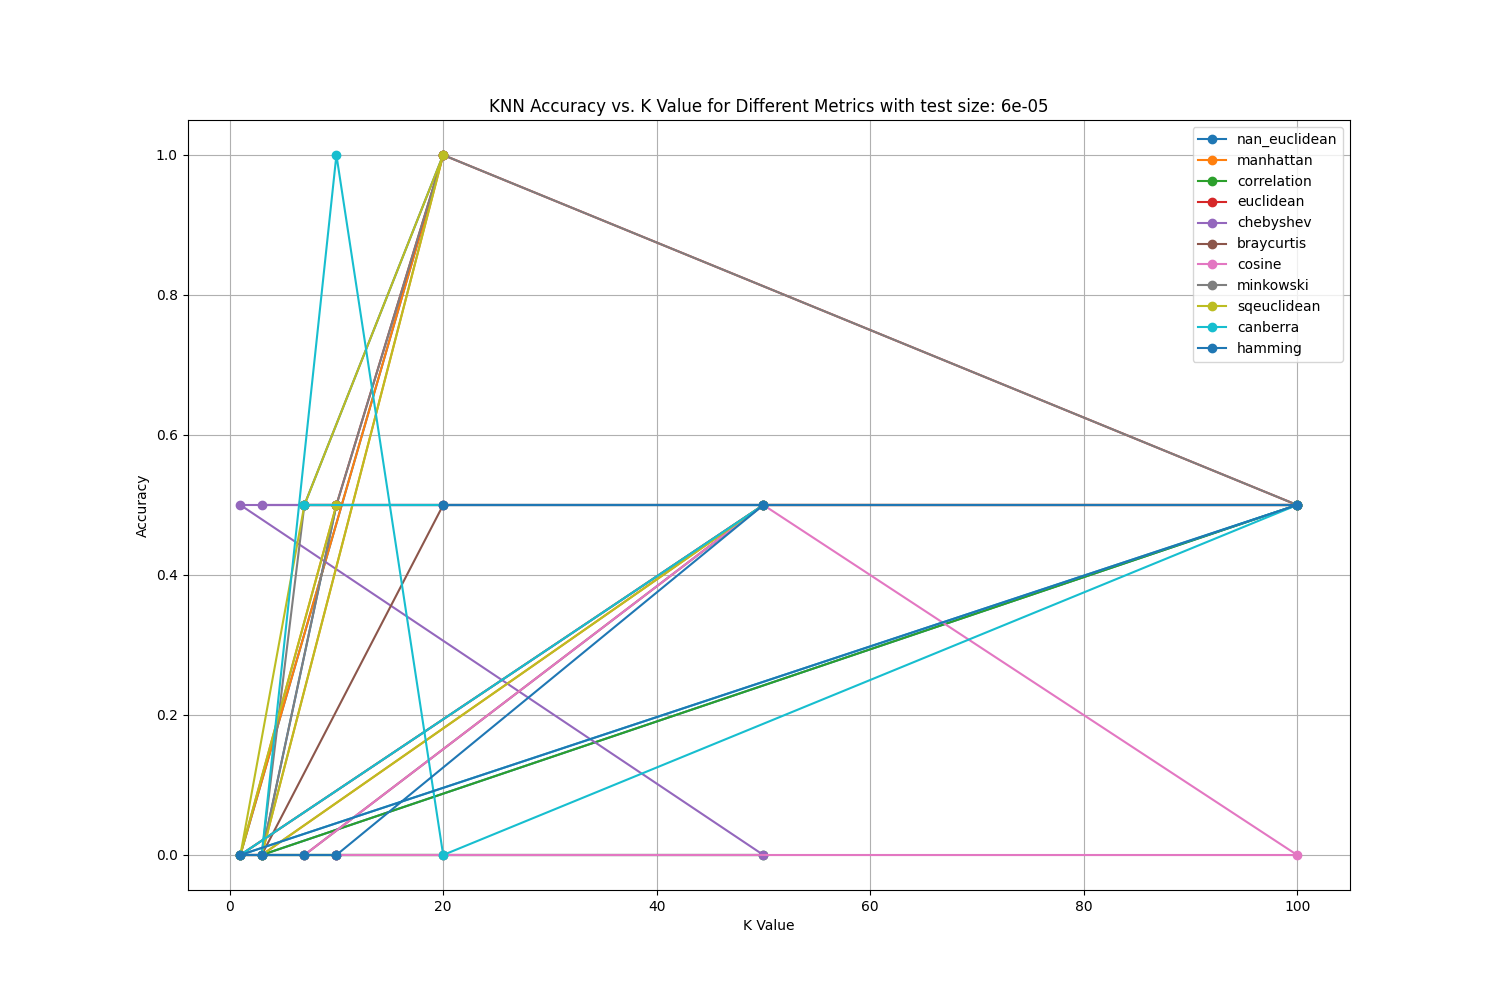 KNN Accuracy vs. K Value for Different Metrics with test size: 6e-05
1.0
0.8
0.6
0.4
0.2
0.0
Accuracy
nan_euclidean
manhattan
correlation
euclidean
chebyshev
braycurtis
cosine
minkowski
sqeuclidean
canberra
hamming
0 20 40 60 80 100
K Value